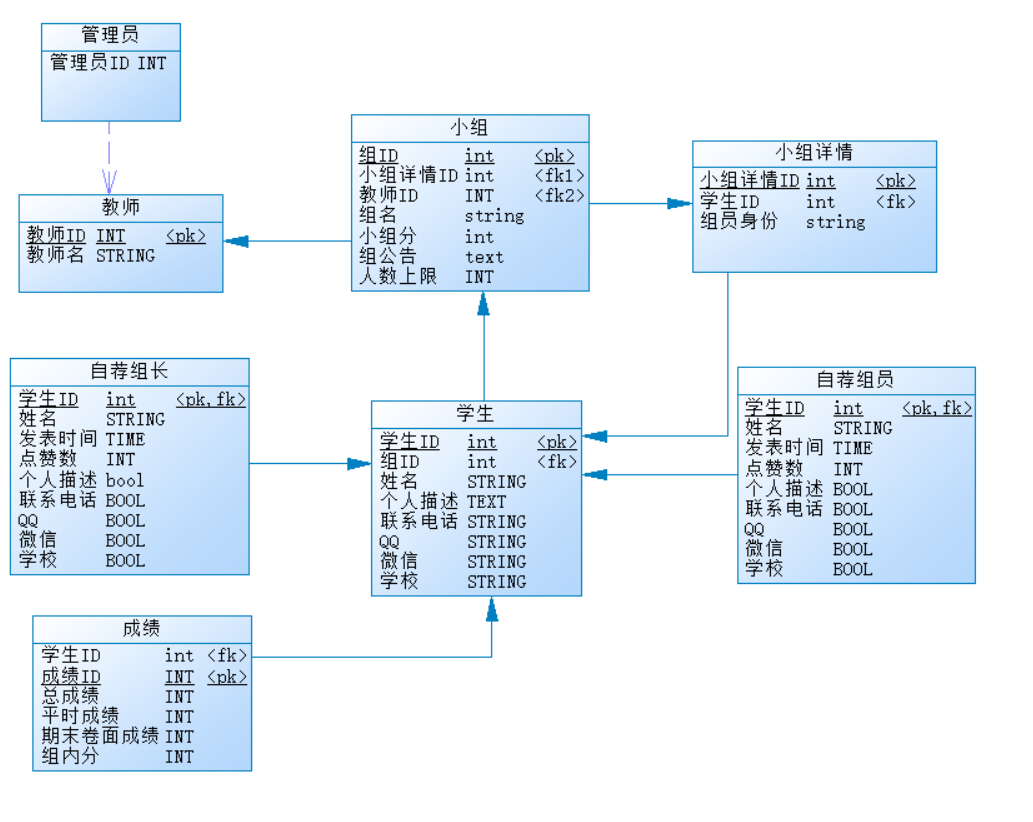 管理员
管理员ID INT
教师
教师ID INT <pk>
教师名 STRING
小组
组ID int <pk>
小组详情ID int <fk1>
教师ID INT <fk2>
组名 string
小组分 int
组公告 text
人数上限 INT
小组详情
小组详情ID int <pk>
学生ID int <fk>
组员身份 string
自荐组长
学生ID int <pk,fk>
姓名 STRING
发表时间 TIME
点赞数 INT
个人描述 bool
联系电话 BOOL
QQ BOOL
微信 BOOL
学校 BOOL
学生
学生ID int <pk>
组ID int <fk>
姓名 STRING
个人描述 TEXT
联系电话 STRING
QQ STRING
微信 STRING
学校 STRING
自荐组员
学生ID int <pk,fk>
姓名 STRING
发表时间 TIME
点赞数 INT
个人描述 BOOL
联系电话 BOOL
QQ BOOL
微信 BOOL
学校 BOOL
成绩
学生ID int <fk>
成绩ID INT <pk>
总成绩 INT
平时成绩 INT
期末卷面成绩 INT
组内分 INT